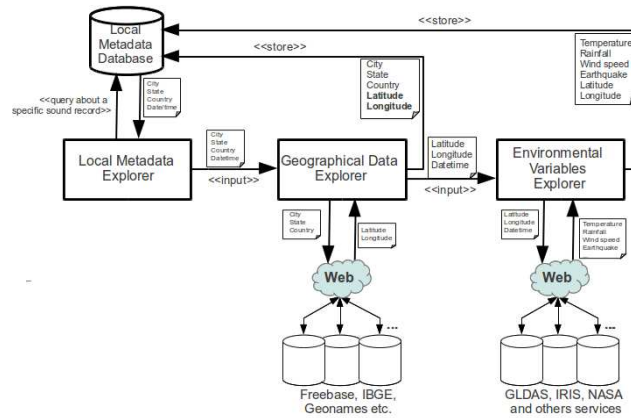 Local
Metadata
Database
<<store>>
<<store>>
Temperature
Rainfall
Wind speed
Earthquake
Latitude
Longitude
City
State
Country
Latitude
Longitude
<<query about a
specific sound record>>
City
State
Country
Date/time
City
State
Country
Datetime
Latitude
Longitude
Datetime
Local Metadata
Explorer
<<input>>
Geographical Data
Explorer
<<input>>
Environmental
Variables
Explorer
City
State
Country
Latitude
Longitude
Latitude
Longitude
Datetime
Temperature
Rainfall
Wind speed
Earthquake
Web
Web
...
...
Freebase, IBGE,
Geonames etc.
GLDAS, IRIS, NASA
and others services